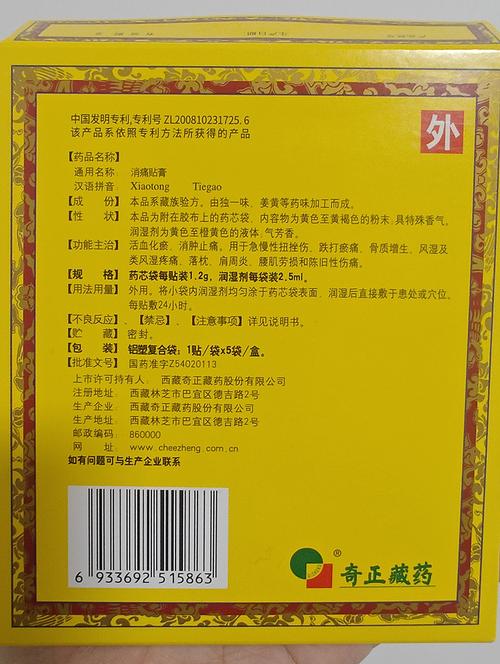 生产日期
中国发明专利,专利号 ZL200810231725.6
该产品系依照专利方法所获得的产品
外
【药品名称】
通用名称: 消痛贴膏
汉语拼音: Xiaotong Tiegao
【成 份】 本品系藏族验方。由独一味、姜黄等药味加工而成。
【性 状】 本品为附在胶布上的药芯袋，内容物为黄色至黄褐色的粉末，具特殊香气。
润湿剂为黄色至橙黄色的液体，气芳香。
【功能主治】 活血化瘀，消肿止痛。用于急慢性扭挫伤、跌打瘀痛、骨质增生、风湿及
类风湿疼痛、落枕、肩周炎、腰肌劳损和陈旧性伤痛。
【规 格】 药芯袋每贴装1.2g，润湿剂每袋装2.5ml。
【用法用量】 外用。将小袋内润湿剂均匀涂于药芯袋表面，润湿后直接敷于患处或穴位。
每贴敷24小时。
【不良反应】、【禁忌】、【注意事项】详见说明书。
【贮 藏】 密封。
【包 装】 铝塑复合袋：1贴/袋x5袋/盒。
【批准文号】 国药准字Z54020113
上市许可持有人: 西藏奇正藏药股份有限公司
注册地址: 西藏林芝市巴宜区德吉路2号
生产企业: 西藏奇正藏药股份有限公司
生产地址: 西藏林芝市巴宜区德吉路2号
邮政编码: 860000
网 址: www.cheezheng.com.cn
如有问题可与生产企业联系
6 933692 515863
®
奇正藏药